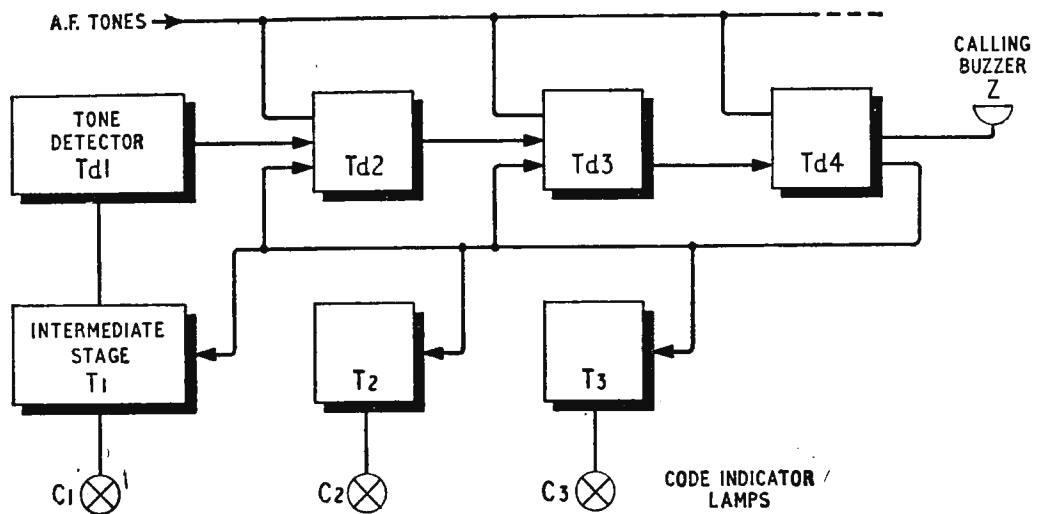 A.F. TONES
CALLING
BUZZER
Z
TONE
DETECTOR
Td1
Td2
Td3
Td4
INTERMEDIATE
STAGE
T1
T2
T3
C1
C2
C3
CODE INDICATOR
LAMPS